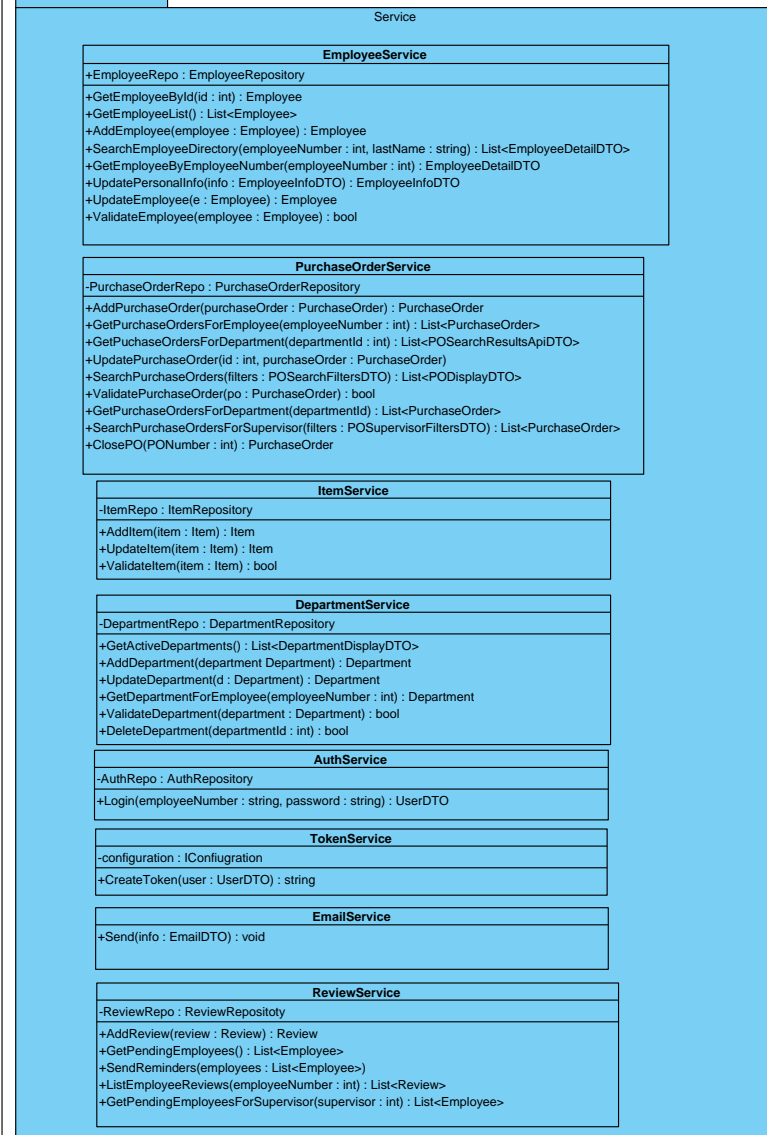 Service
EmployeeService
+EmployeeRepo : EmployeeRepository
+GetEmployeeById(id : int) : Employee
+GetEmployeeList() : List<Employee>
+AddEmployee(employee : Employee) : Employee
+SearchEmployeeDirectory(employeeNumber : int, lastName : string) : List<EmployeeDetailDTO>
+GetEmployeeByEmployeeNumber(employeeNumber : int) : EmployeeDetailDTO
+UpdatePersonalInfo(info : EmployeeInfoDTO) : EmployeeInfoDTO
+UpdateEmployee(e : Employee) : Employee
+ValidateEmployee(employee : Employee) : bool
PurchaseOrderService
-PurchaseOrderRepo : PurchaseOrderRepository
+AddPurchaseOrder(purchaseOrder : PurchaseOrder) : PurchaseOrder
+GetPurchaseOrdersForEmployee(employeeNumber : int) : List<PurchaseOrder>
+GetPuchaseOrdersForDepartment(departmentId : int) : List<POSearchResultsApiDTO>
+UpdatePurchaseOrder(id : int, purchaseOrder : PurchaseOrder)
+SearchPurchaseOrders(filters : POSearchFiltersDTO) : List<PODisplayDTO>
+ValidatePurchaseOrder(po : PurchaseOrder) : bool
+GetPurchaseOrdersForDepartment(departmentId) : List<PurchaseOrder>
+SearchPurchaseOrdersForSupervisor(filters : POSupervisorFiltersDTO) : List<PurchaseOrder>
+ClosePO(PONumber : int) : PurchaseOrder
ItemService
-ItemRepo : ItemRepository
+AddItem(item : Item) : Item
+UpdateItem(item : Item) : Item
+ValidateItem(item : Item) : bool
DepartmentService
-DepartmentRepo : DepartmentRepository
+GetActiveDepartments() : List<DepartmentDisplayDTO>
+AddDepartment(department Department) : Department
+UpdateDepartment(d : Department) : Department
+GetDepartmentForEmployee(employeeNumber : int) : Department
+ValidateDepartment(department : Department) : bool
+DeleteDepartment(departmentId : int) : bool
AuthService
-AuthRepo : AuthRepository
+Login(employeeNumber : string, password : string) : UserDTO
TokenService
-configuration : IConfiugration
+CreateToken(user : UserDTO) : string
EmailService
+Send(info : EmailDTO) : void
ReviewService
-ReviewRepo : ReviewRepositoty
+AddReview(review : Review) : Review
+GetPendingEmployees() : List<Employee>
+SendReminders(employees : List<Employee>)
+ListEmployeeReviews(employeeNumber : int) : List<Review>
+GetPendingEmployeesForSupervisor(supervisor : int) : List<Employee>